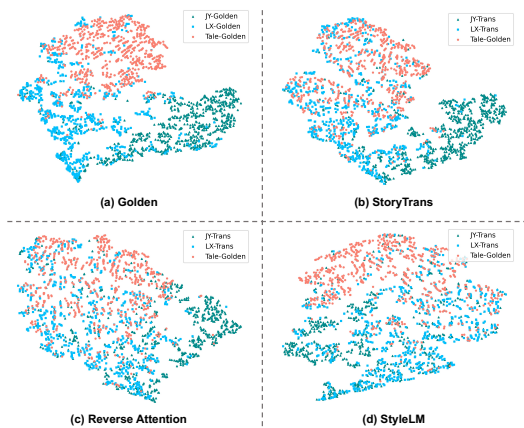 JY-Golden
LX-Golden
Tale-Golden
(a) Golden
JY-Trans
LX-Trans
Tale-Golden
(b) StoryTrans
JY-Trans
LX-Trans
Tale-Golden
(c) Reverse Attention
JY-Trans
LX-Trans
Tale-Golden
(d) StyleLM